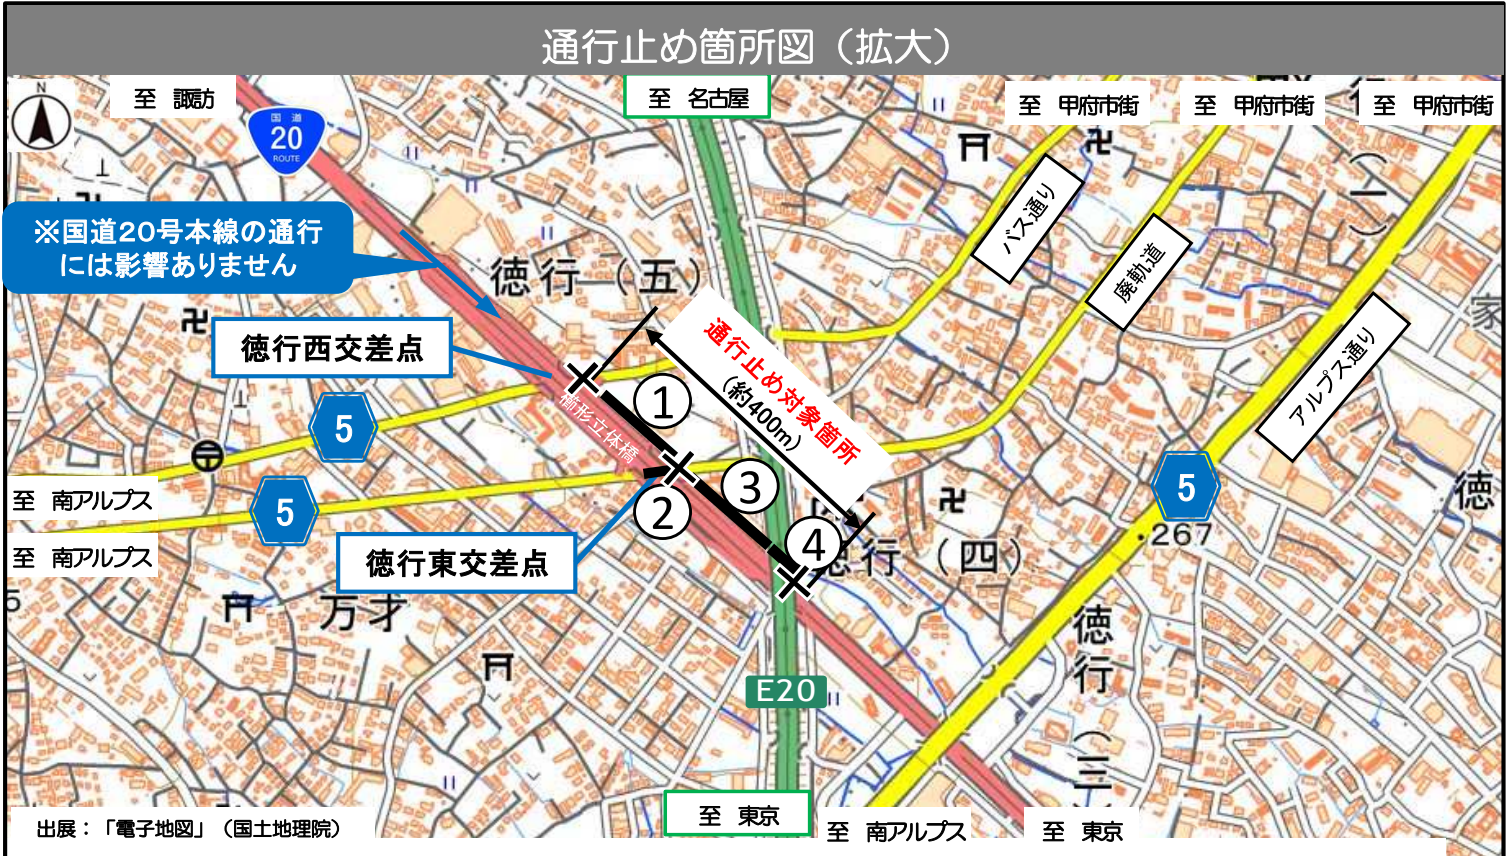 通行止め箇所図（拡大）
N
至 諏訪
国道
20
ROUTE
至 名古屋
至 甲府市街
至 甲府市街
至 甲府市街
※国道20号本線の通行
には影響ありません
徳行（五）
バス通り
廃軌道
アルプス通り
家
(一)
徳行西交差点
通行止め対象箇所
（約400m）
①
櫛形立体橋
5
5
②
③
④
5
至 南アルプス
至 南アルプス
徳行東交差点
徳行（四）
267
徳
万才
徳行(三)
E20
至 東京
至 南アルプス
至 東京
出展：「電子地図」（国土地理院）